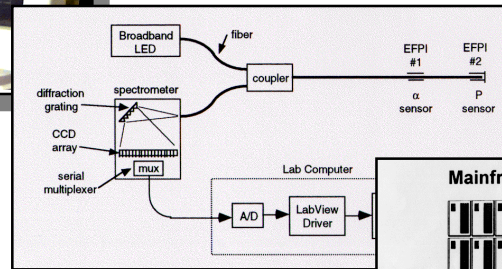 Broadband
LED
fiber
coupler
EFPI
#1
EFPI
#2
α
sensor
P
sensor
spectrometer
diffraction
grating
CCD
array
mux
serial
multiplexer
Lab Computer
A/D
LabView
Driver
Mainfr